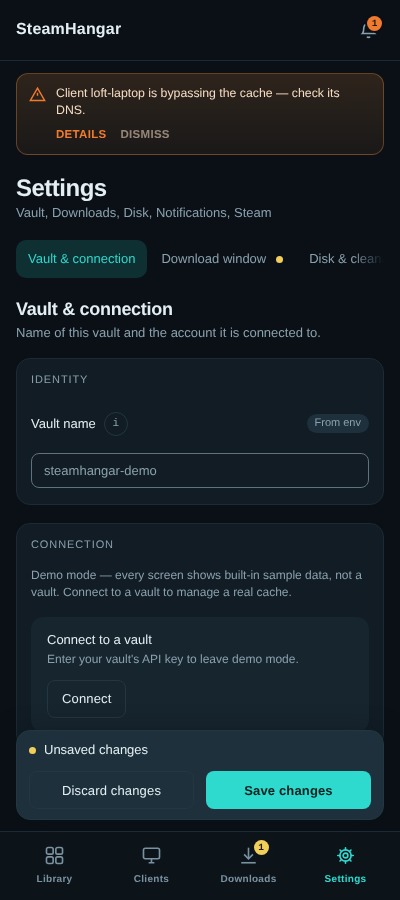 SteamHangar
1
Client loft-laptop is bypassing the cache — check its
DNS.
DETAILS DISMISS
Settings
Vault, Downloads, Disk, Notifications, Steam
Vault & connection Download window Disk & clean
Vault & connection
Name of this vault and the account it is connected to.
IDENTITY
Vault name i From env
steamhangar-demo
CONNECTION
Demo mode — every screen shows built-in sample data, not a
vault. Connect to a vault to manage a real cache.
Connect to a vault
Enter your vault's API key to leave demo mode.
Connect
Unsaved changes
Discard changes Save changes
1
Library Clients Downloads Settings